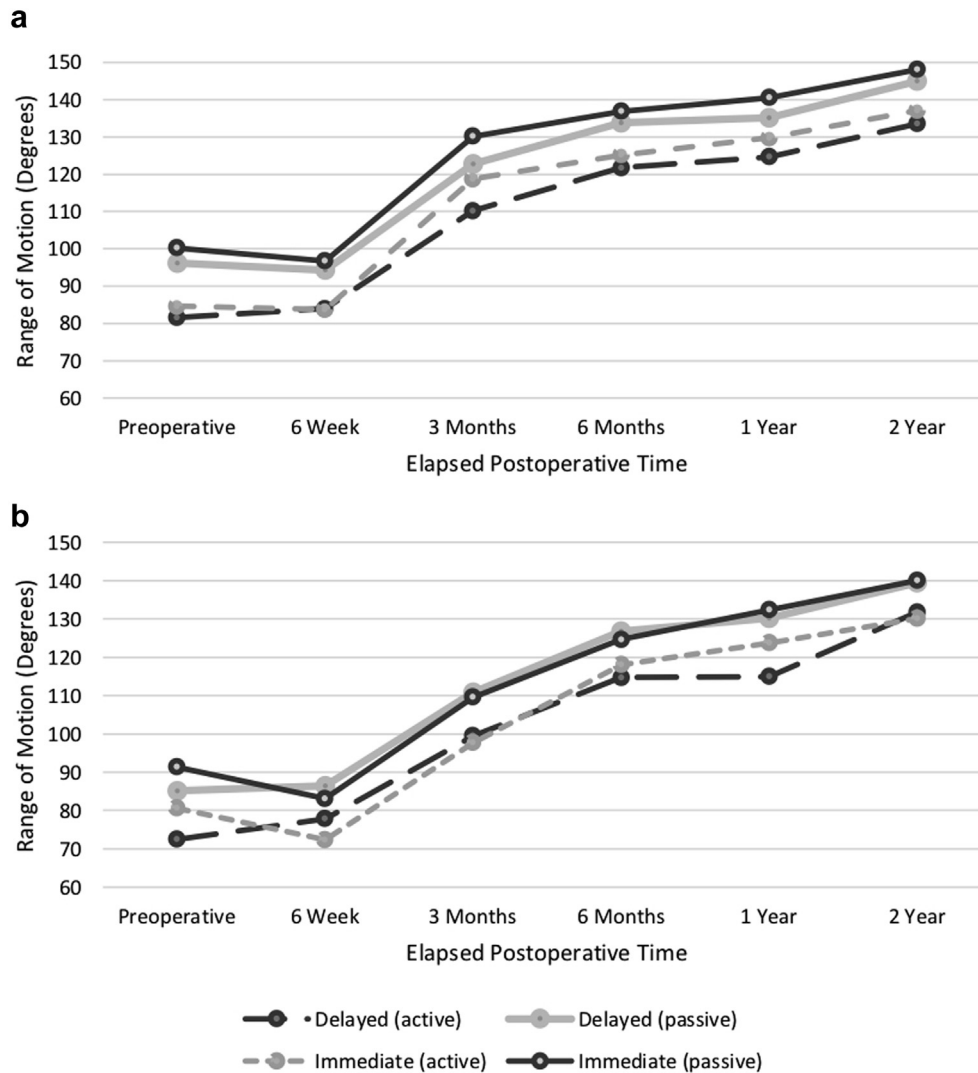 a
150
140
130
120
110
100
90
80
70
60
Range of Motion (Degrees)
Preoperative 6 Week 3 Months 6 Months 1 Year 2 Year
Elapsed Postoperative Time
b
150
140
130
120
110
100
90
80
70
60
Range of Motion (Degrees)
Preoperative 6 Week 3 Months 6 Months 1 Year 2 Year
Elapsed Postoperative Time
Delayed (active) Delayed (passive)
Immediate (active) Immediate (passive)